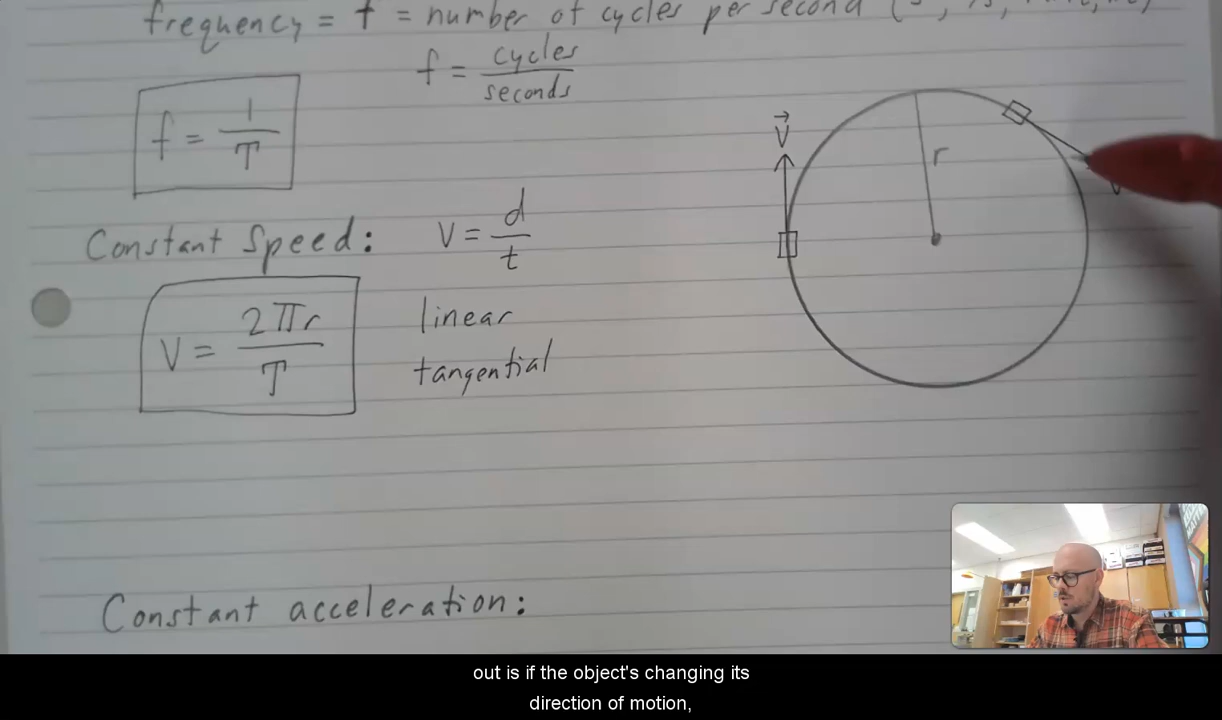 frequency = f = number of cycles per second
f = cycles / seconds
f = 1 / T
Constant Speed: v = d / t
v = 2πr / T
linear
tangential
V⃗
r
V
Constant acceleration:
out is if the object's changing its
direction of motion,